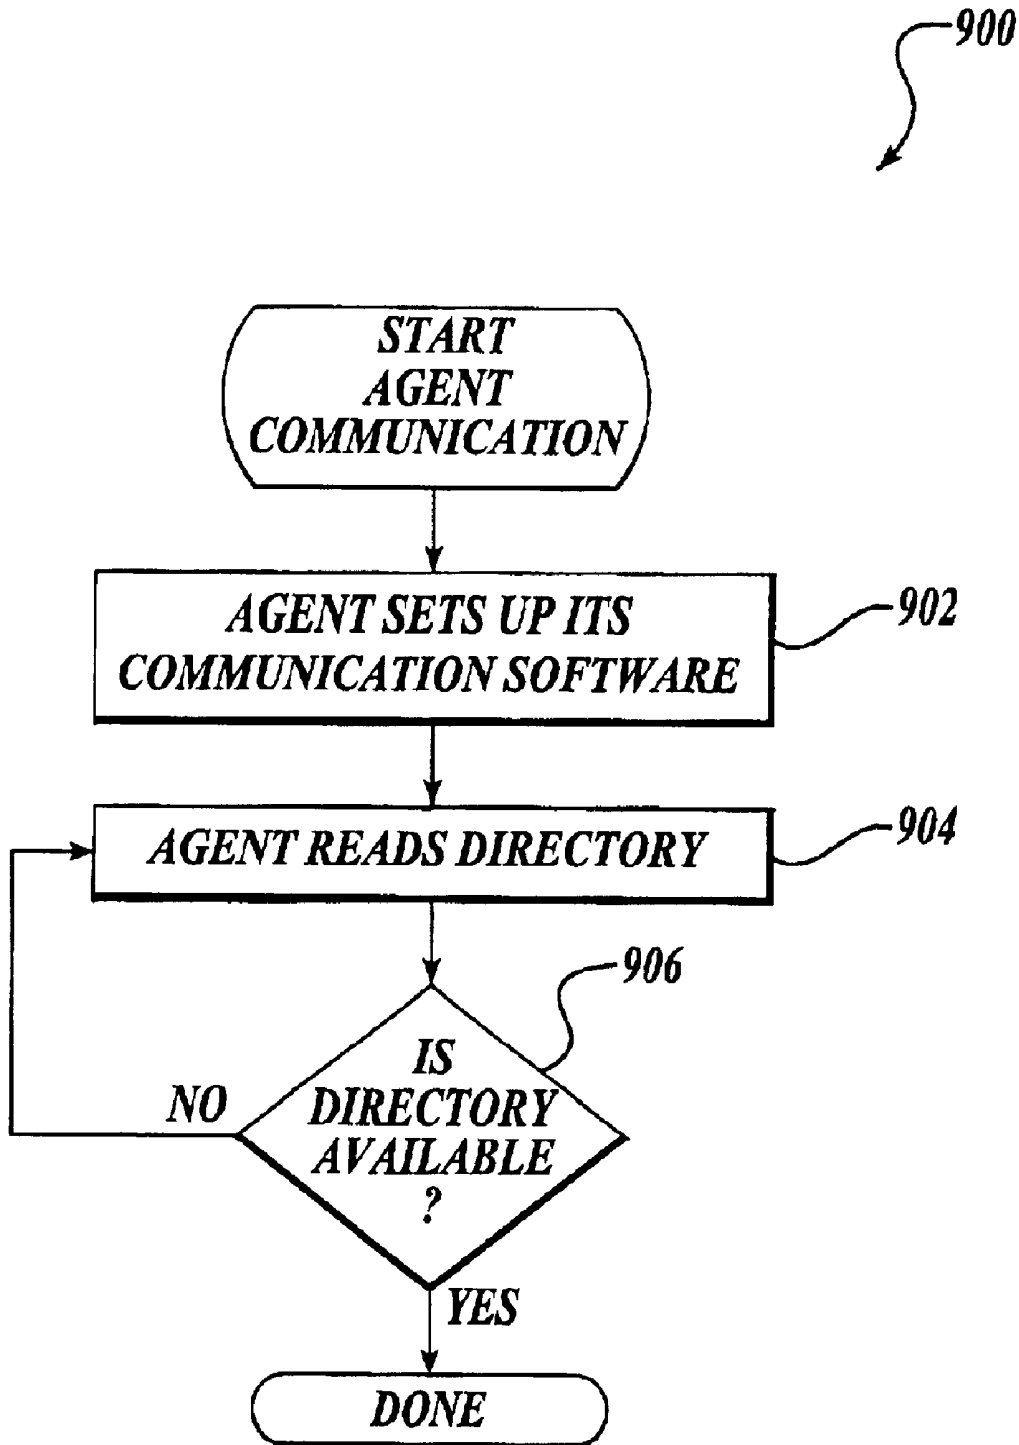 900
START
AGENT
COMMUNICATION
AGENT SETS UP ITS
COMMUNICATION SOFTWARE
902
AGENT READS DIRECTORY
904
906
IS
DIRECTORY
AVAILABLE
?
NO
YES
DONE